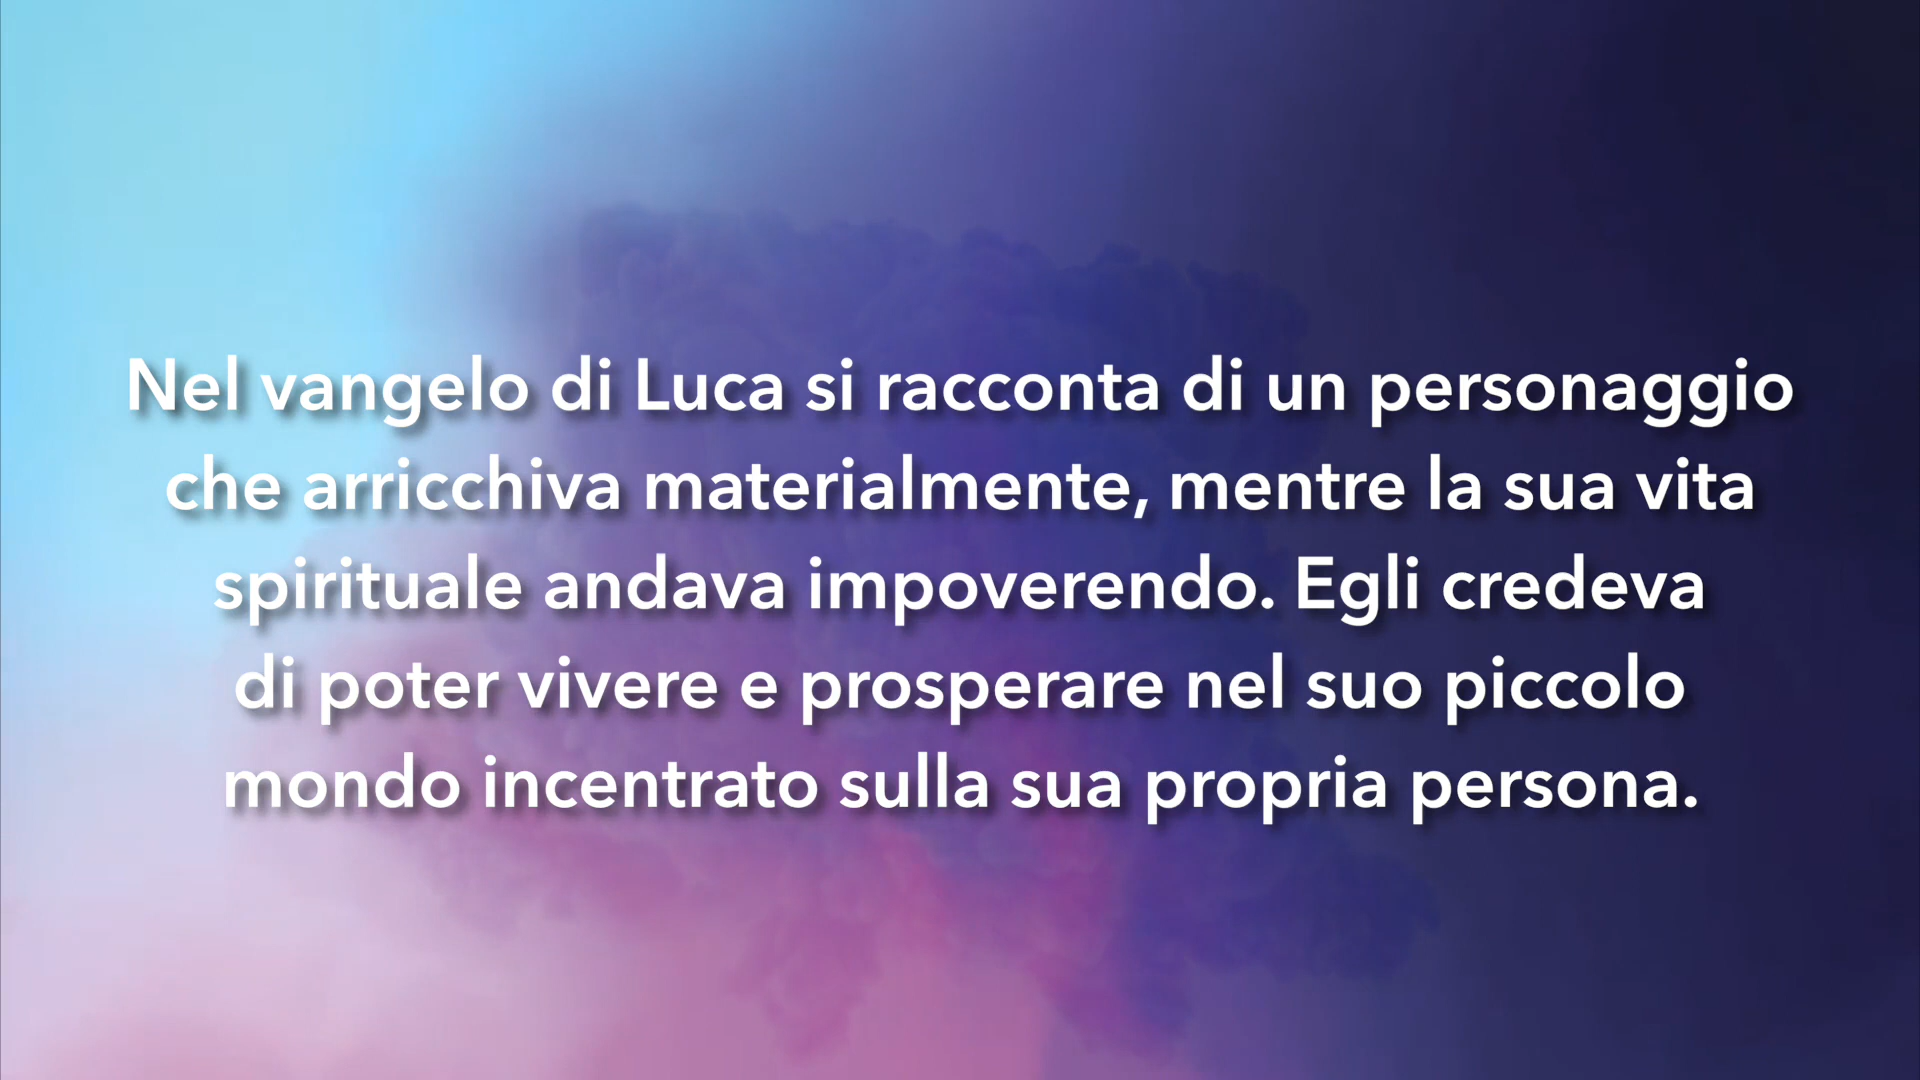 Nel vangelo di Luca si racconta di un personaggio
che arricchiva materialmente, mentre la sua vita
spirituale andava impoverendo. Egli credeva
di poter vivere e prosperare nel suo piccolo
mondo incentrato sulla sua propria persona.